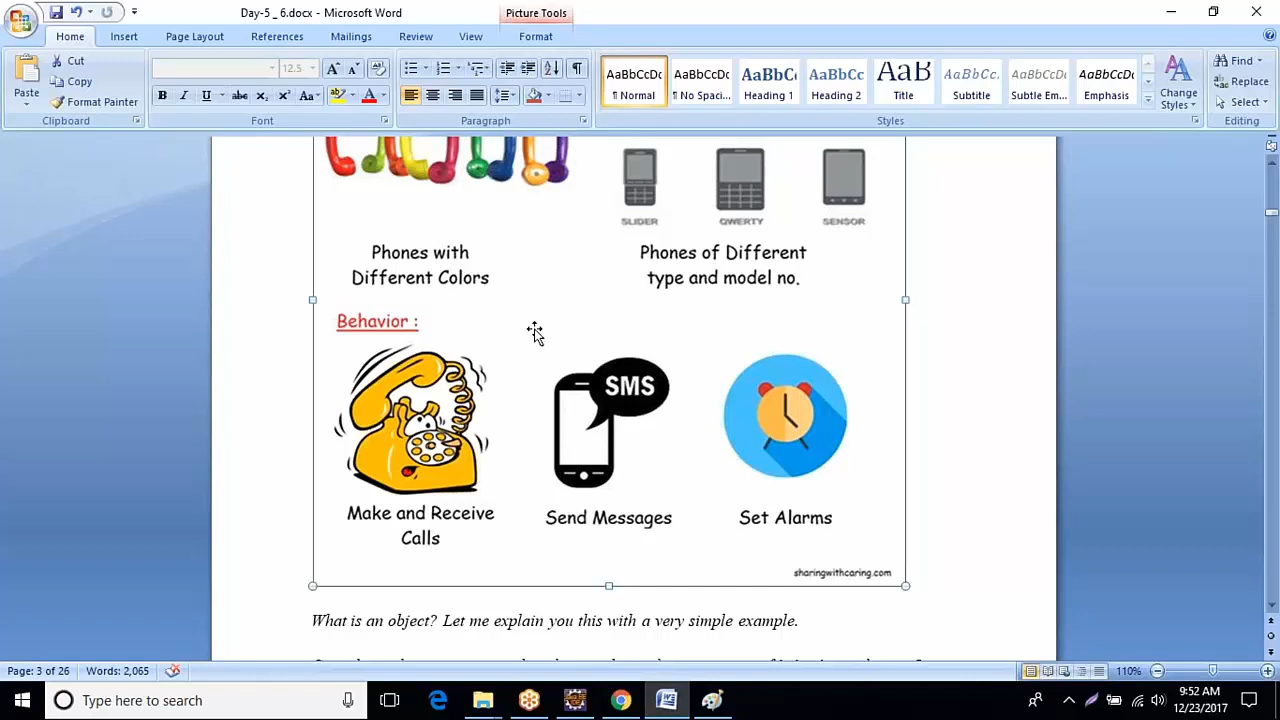 Day-5 _ 6.docx - Microsoft Word
Picture Tools
Home
Insert
Page Layout
References
Mailings
Review
View
Format
Paste
Cut
Copy
Format Painter
Clipboard
12.5
Font
Paragraph
AaBbCcDc
¶ Normal
AaBbCcDc
¶ No Spaci...
AaBbC
Heading 1
AaBbCc
Heading 2
AaB
Title
AaBbCc.
Subtitle
AaBbCcDc
Subtle Em...
AaBbCcDc
Emphasis
Change
Styles
Styles
Find
Replace
Select
Editing
SLIDER
QWERTY
SENSOR
Phones with
Different Colors
Phones of Different
type and model no.
Behavior :
SMS
Make and Receive
Calls
Send Messages
Set Alarms
sharingwithcaring.com
What is an object? Let me explain you this with a very simple example.
Page: 3 of 26
Words: 2,065
110%
Type here to search
9:52 AM
12/23/2017